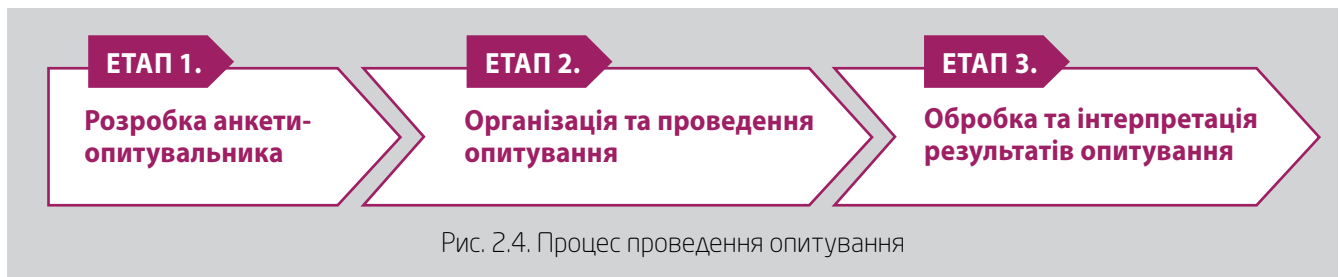 ЕТАП 1.
Розробка анкети-
опитувальника
ЕТАП 2.
Організація та проведення
опитування
ЕТАП 3.
Обробка та інтерпретація
результатів опитування
Рис. 2.4. Процес проведення опитування